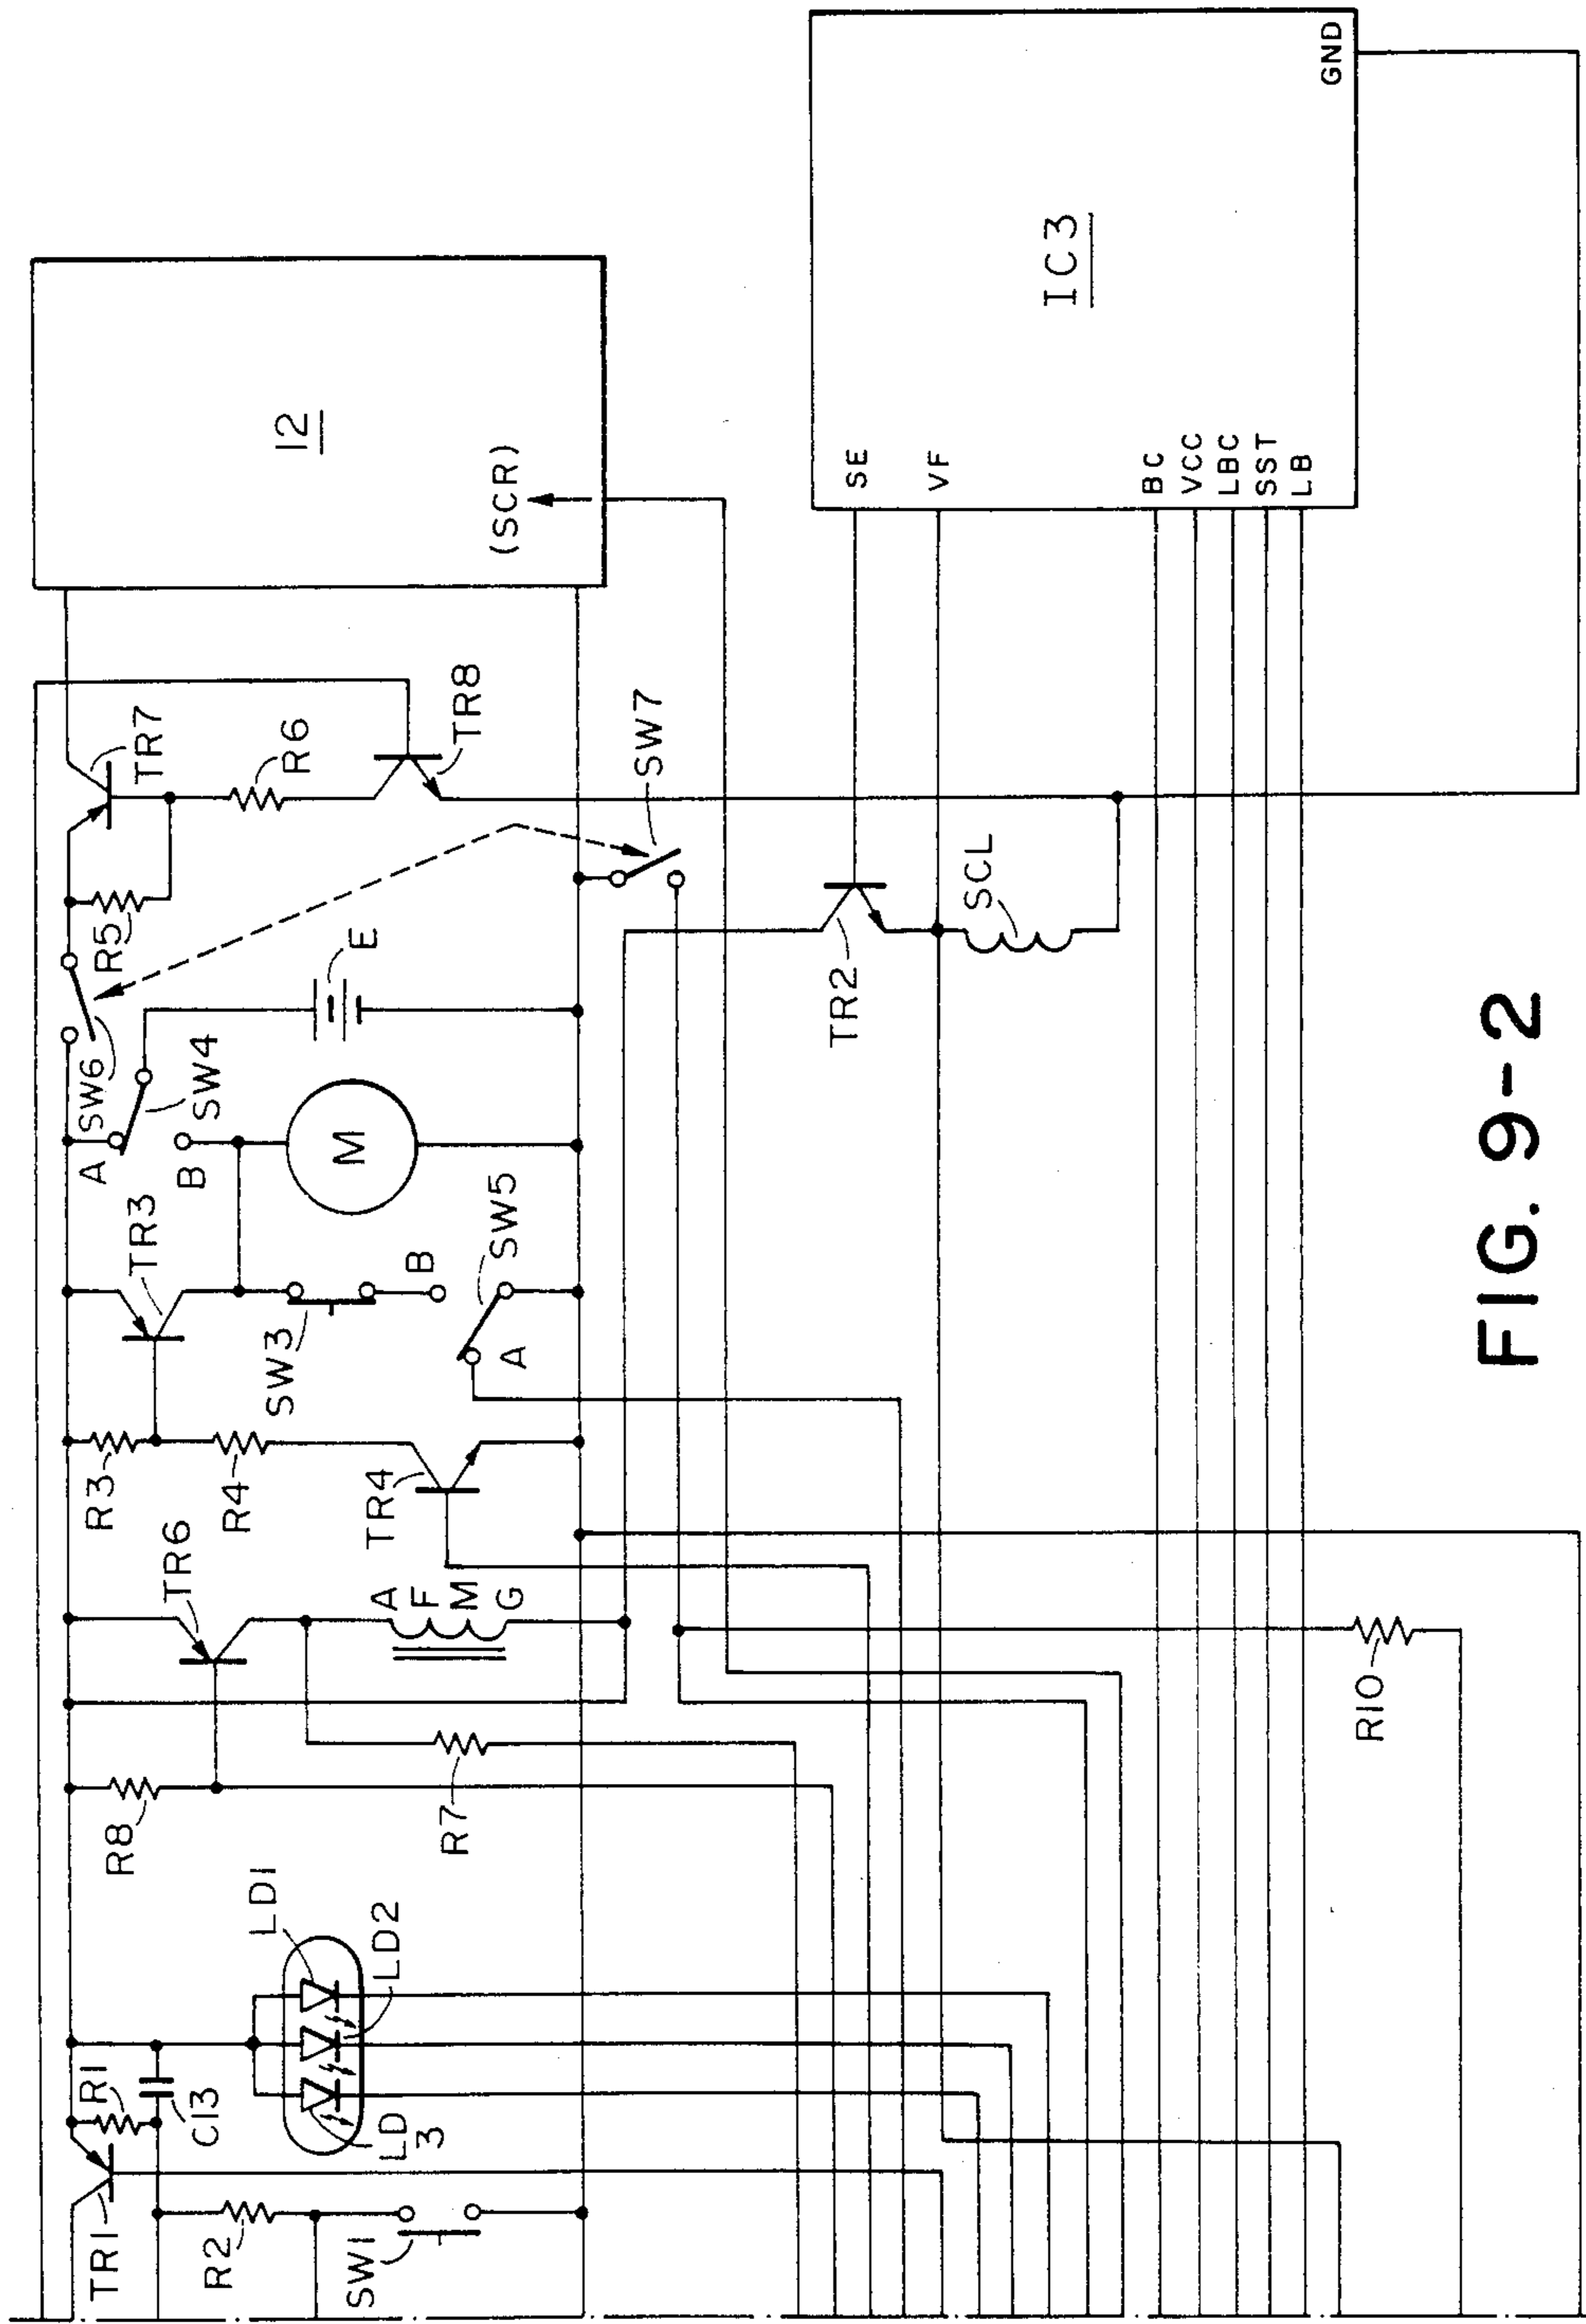 12
(SCR)
TR7
R6
TR8
SW7
R5
E
SW6
SW4
A
B
M
TR3
SW3
B
SW5
A
R3
R4
TR4
TR6
A
F
M
G
R8
R7
LD1
LD2
LD
3
R1
C13
TR1
R2
SW1
SE
VF
BC
VCC
LBC
SST
LB
IC3
GND
TR2
SCL
R10
FIG. 9-2